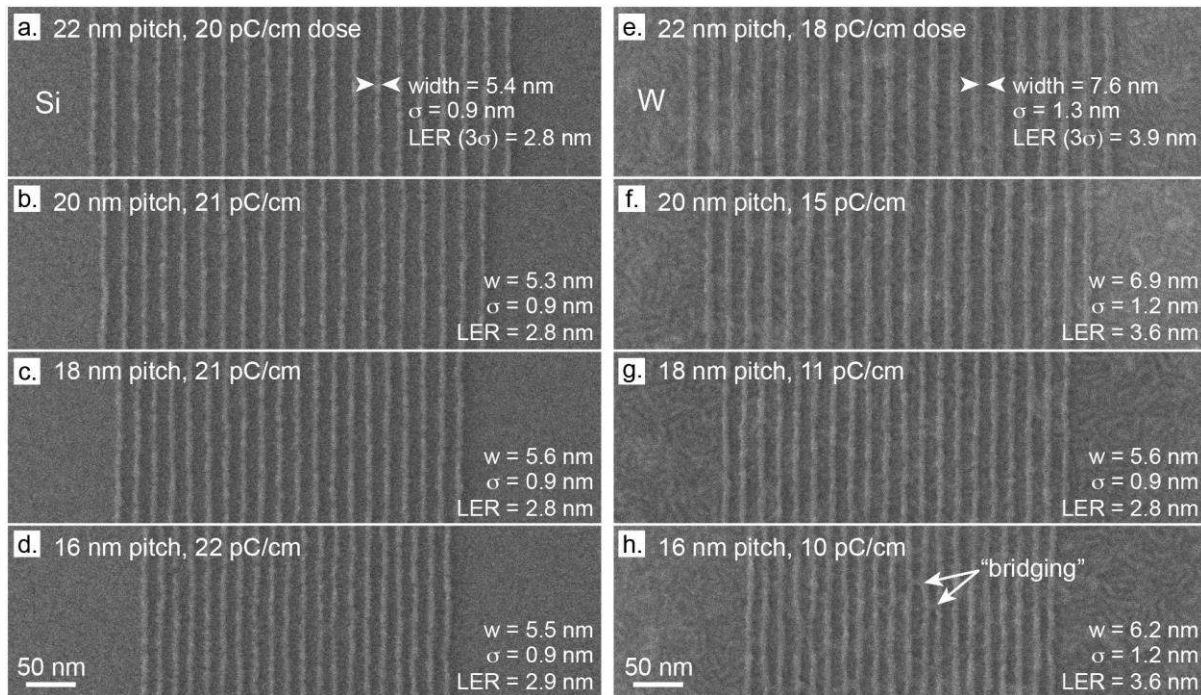 a. 22 nm pitch, 20 pC/cm dose
Si
width = 5.4 nm
σ = 0.9 nm
LER (3σ) = 2.8 nm
b. 20 nm pitch, 21 pC/cm
w = 5.3 nm
σ = 0.9 nm
LER = 2.8 nm
c. 18 nm pitch, 21 pC/cm
w = 5.6 nm
σ = 0.9 nm
LER = 2.8 nm
d. 16 nm pitch, 22 pC/cm
w = 5.5 nm
σ = 0.9 nm
LER = 2.9 nm
50 nm
e. 22 nm pitch, 18 pC/cm dose
W
width = 7.6 nm
σ = 1.3 nm
LER (3σ) = 3.9 nm
f. 20 nm pitch, 15 pC/cm
w = 6.9 nm
σ = 1.2 nm
LER = 3.6 nm
g. 18 nm pitch, 11 pC/cm
w = 5.6 nm
σ = 0.9 nm
LER = 2.8 nm
h. 16 nm pitch, 10 pC/cm
“bridging”
w = 6.2 nm
σ = 1.2 nm
LER = 3.6 nm
50 nm